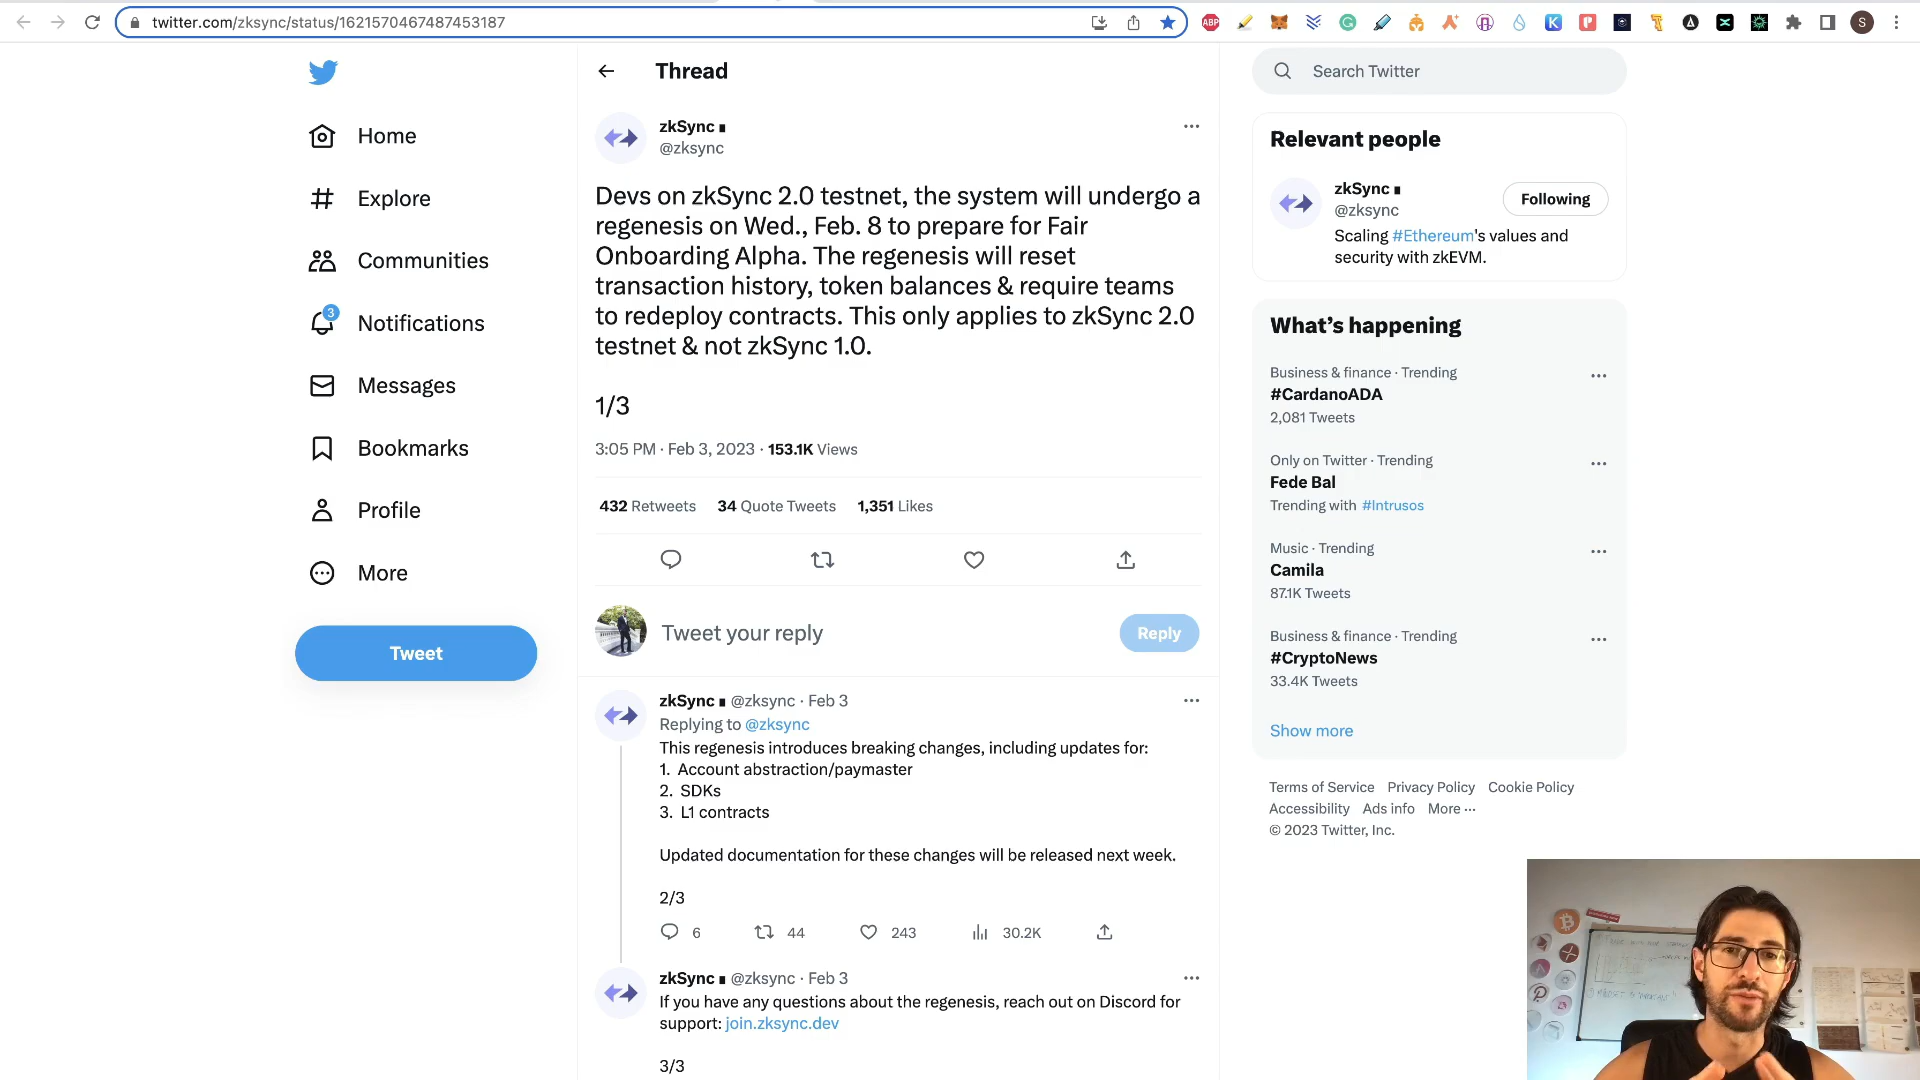 twitter.com/zksync/status/1621570467487453187
ABP
S
Home
Explore
Communities
3
Notifications
Messages
Bookmarks
Profile
More
Tweet
Thread
zkSync ∎
@zksync
Devs on zkSync 2.0 testnet, the system will undergo a
regenesis on Wed., Feb. 8 to prepare for Fair
Onboarding Alpha. The regenesis will reset
transaction history, token balances & require teams
to redeploy contracts. This only applies to zkSync 2.0
testnet & not zkSync 1.0.
1/3
3:05 PM · Feb 3, 2023 · 153.1K Views
432 Retweets 34 Quote Tweets 1,351 Likes
Tweet your reply
Reply
zkSync ∎ @zksync · Feb 3
Replying to @zksync
This regenesis introduces breaking changes, including updates for:
1. Account abstraction/paymaster
2. SDKs
3. L1 contracts
Updated documentation for these changes will be released next week.
2/3
6 44 243 30.2K
zkSync ∎ @zksync · Feb 3
If you have any questions about the regenesis, reach out on Discord for
support: join.zksync.dev
3/3
Search Twitter
Relevant people
zkSync ∎
@zksync
Following
Scaling #Ethereum's values and
security with zkEVM.
What's happening
Business & finance · Trending
#CardanoADA
2,081 Tweets
Only on Twitter · Trending
Fede Bal
Trending with #Intrusos
Music · Trending
Camila
87.1K Tweets
Business & finance · Trending
#CryptoNews
33.4K Tweets
Show more
Terms of Service Privacy Policy Cookie Policy
Accessibility Ads info More ···
© 2023 Twitter, Inc.